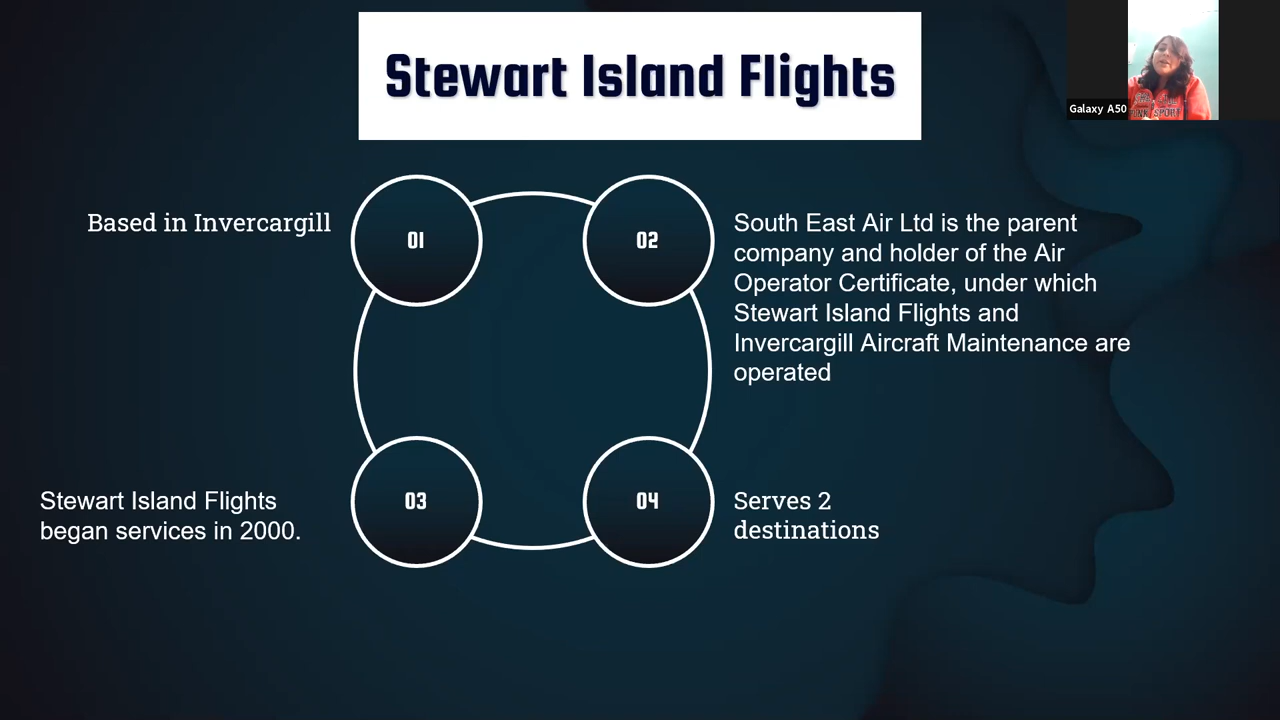 Stewart Island Flights
Galaxy A50
Based in Invercargill
01
02
South East Air Ltd is the parent
company and holder of the Air
Operator Certificate, under which
Stewart Island Flights and
Invercargill Aircraft Maintenance are
operated
Stewart Island Flights
began services in 2000.
03
04
Serves 2
destinations